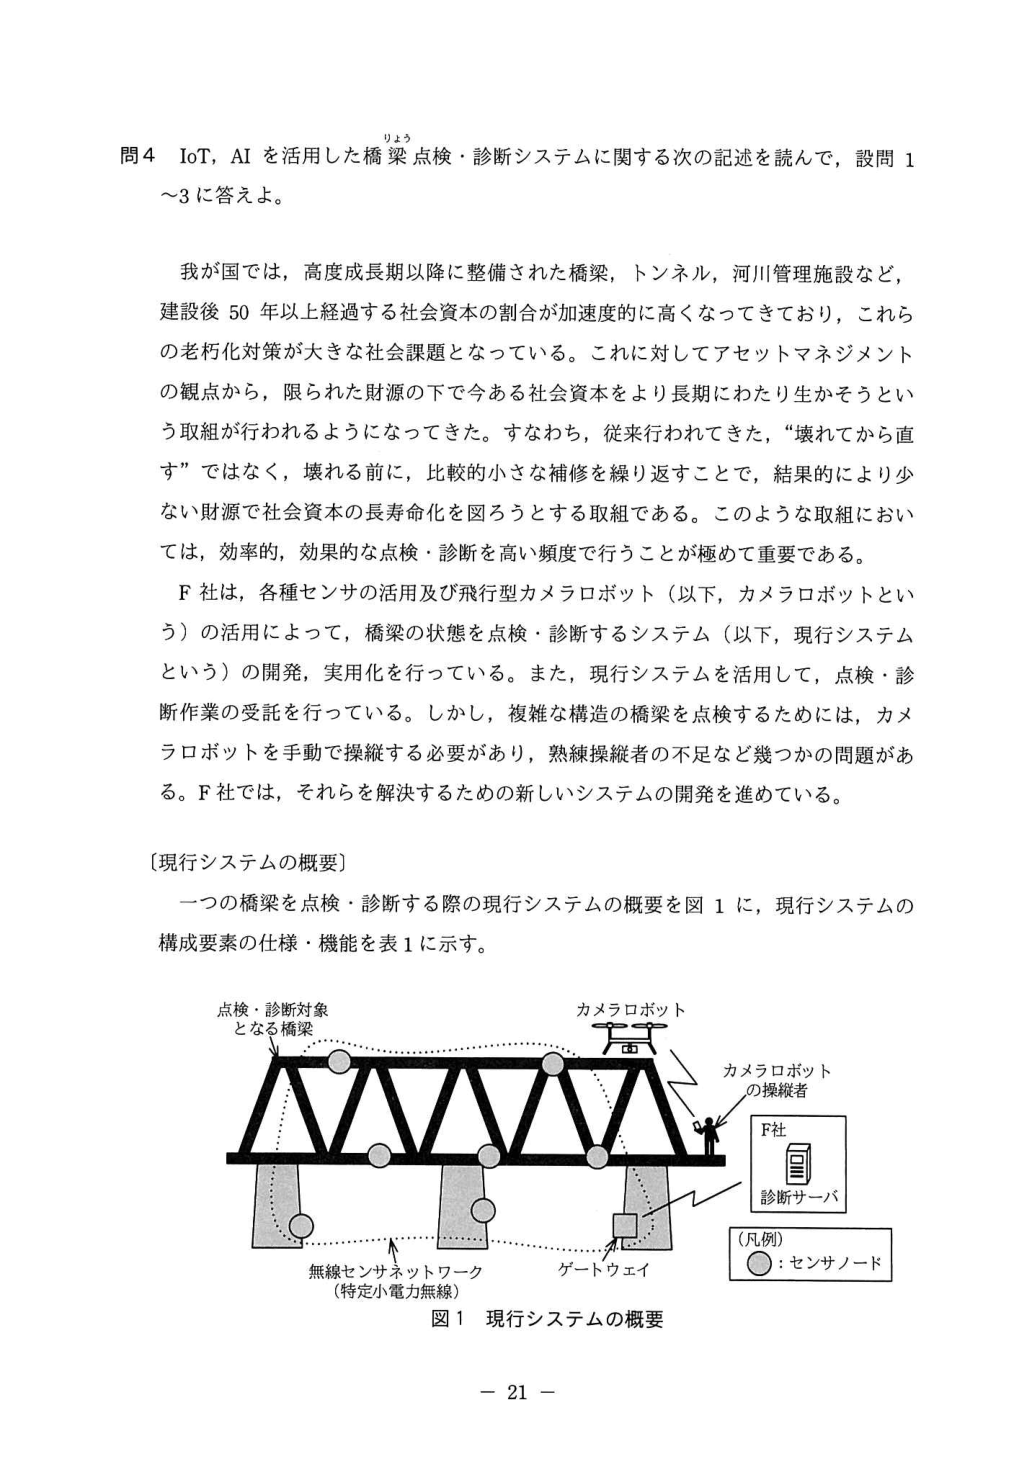 りょう
問4 IoT，AI を活用した橋梁点検・診断システムに関する次の記述を読んで，設問 1
～3 に答えよ。
我が国では，高度成長期以降に整備された橋梁，トンネル，河川管理施設など，
建設後 50 年以上経過する社会資本の割合が加速度的に高くなってきており，これら
の老朽化対策が大きな社会課題となっている。これに対してアセットマネジメント
の観点から，限られた財源の下で今ある社会資本をより長期にわたり生かそうとい
う取組が行われるようになってきた。すなわち，従来行われてきた，“壊れてから直
す” ではなく，壊れる前に，比較的小さな補修を繰り返すことで，結果的により少
ない財源で社会資本の長寿命化を図ろうとする取組である。このような取組におい
ては，効率的，効果的な点検・診断を高い頻度で行うことが極めて重要である。
F 社は，各種センサの活用及び飛行型カメラロボット（以下，カメラロボットとい
う）の活用によって，橋梁の状態を点検・診断するシステム（以下，現行システム
という）の開発，実用化を行っている。また，現行システムを活用して，点検・診
断作業の受託を行っている。しかし，複雑な構造の橋梁を点検するためには，カメ
ラロボットを手動で操縦する必要があり，熟練操縦者の不足など幾つかの問題があ
る。F 社では，それらを解決するための新しいシステムの開発を進めている。
〔現行システムの概要〕
一つの橋梁を点検・診断する際の現行システムの概要を図 1 に，現行システムの
構成要素の仕様・機能を表 1 に示す。
点検・診断対象
となる橋梁
カメラロボット
カメラロボット
の操縦者
F社
診断サーバ
（凡例）
：センサノード
無線センサネットワーク
（特定小電力無線）
ゲートウェイ
図 1 現行システムの概要
－ 21 －